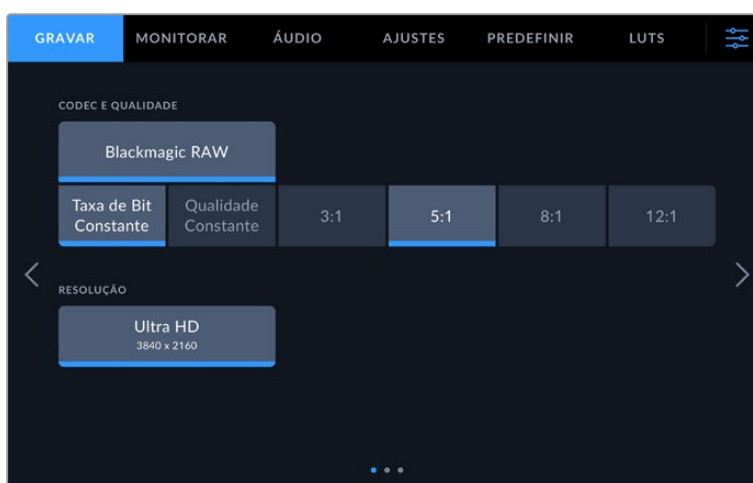 GRAVAR MONITORAR ÁUDIO AJUSTES PREDEFINIR LUTS
CODEC E QUALIDADE
Blackmagic RAW
Taxa de Bit Qualidade
Constante Constante 3:1 5:1 8:1 12:1
RESOLUÇÃO
Ultra HD
3840 x 2160